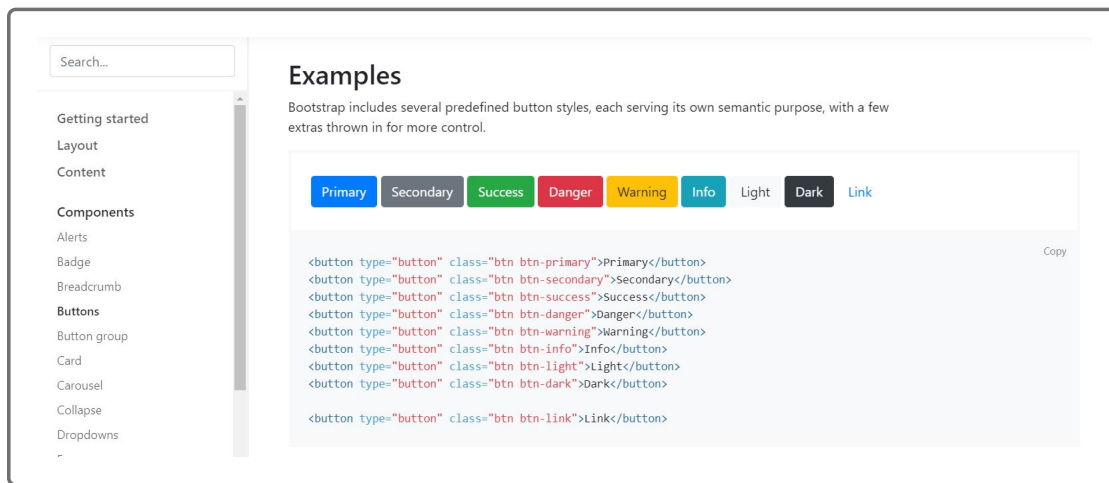 Search...
Getting started
Layout
Content
Components
Alerts
Badge
Breadcrumb
Buttons
Button group
Card
Carousel
Collapse
Dropdowns
Examples
Bootstrap includes several predefined button styles, each serving its own semantic purpose, with a few
extras thrown in for more control.
Primary Secondary Success Danger Warning Info Light Dark Link
Copy
<button type="button" class="btn btn-primary">Primary</button>
<button type="button" class="btn btn-secondary">Secondary</button>
<button type="button" class="btn btn-success">Success</button>
<button type="button" class="btn btn-danger">Danger</button>
<button type="button" class="btn btn-warning">Warning</button>
<button type="button" class="btn btn-info">Info</button>
<button type="button" class="btn btn-light">Light</button>
<button type="button" class="btn btn-dark">Dark</button>
<button type="button" class="btn btn-link">Link</button>